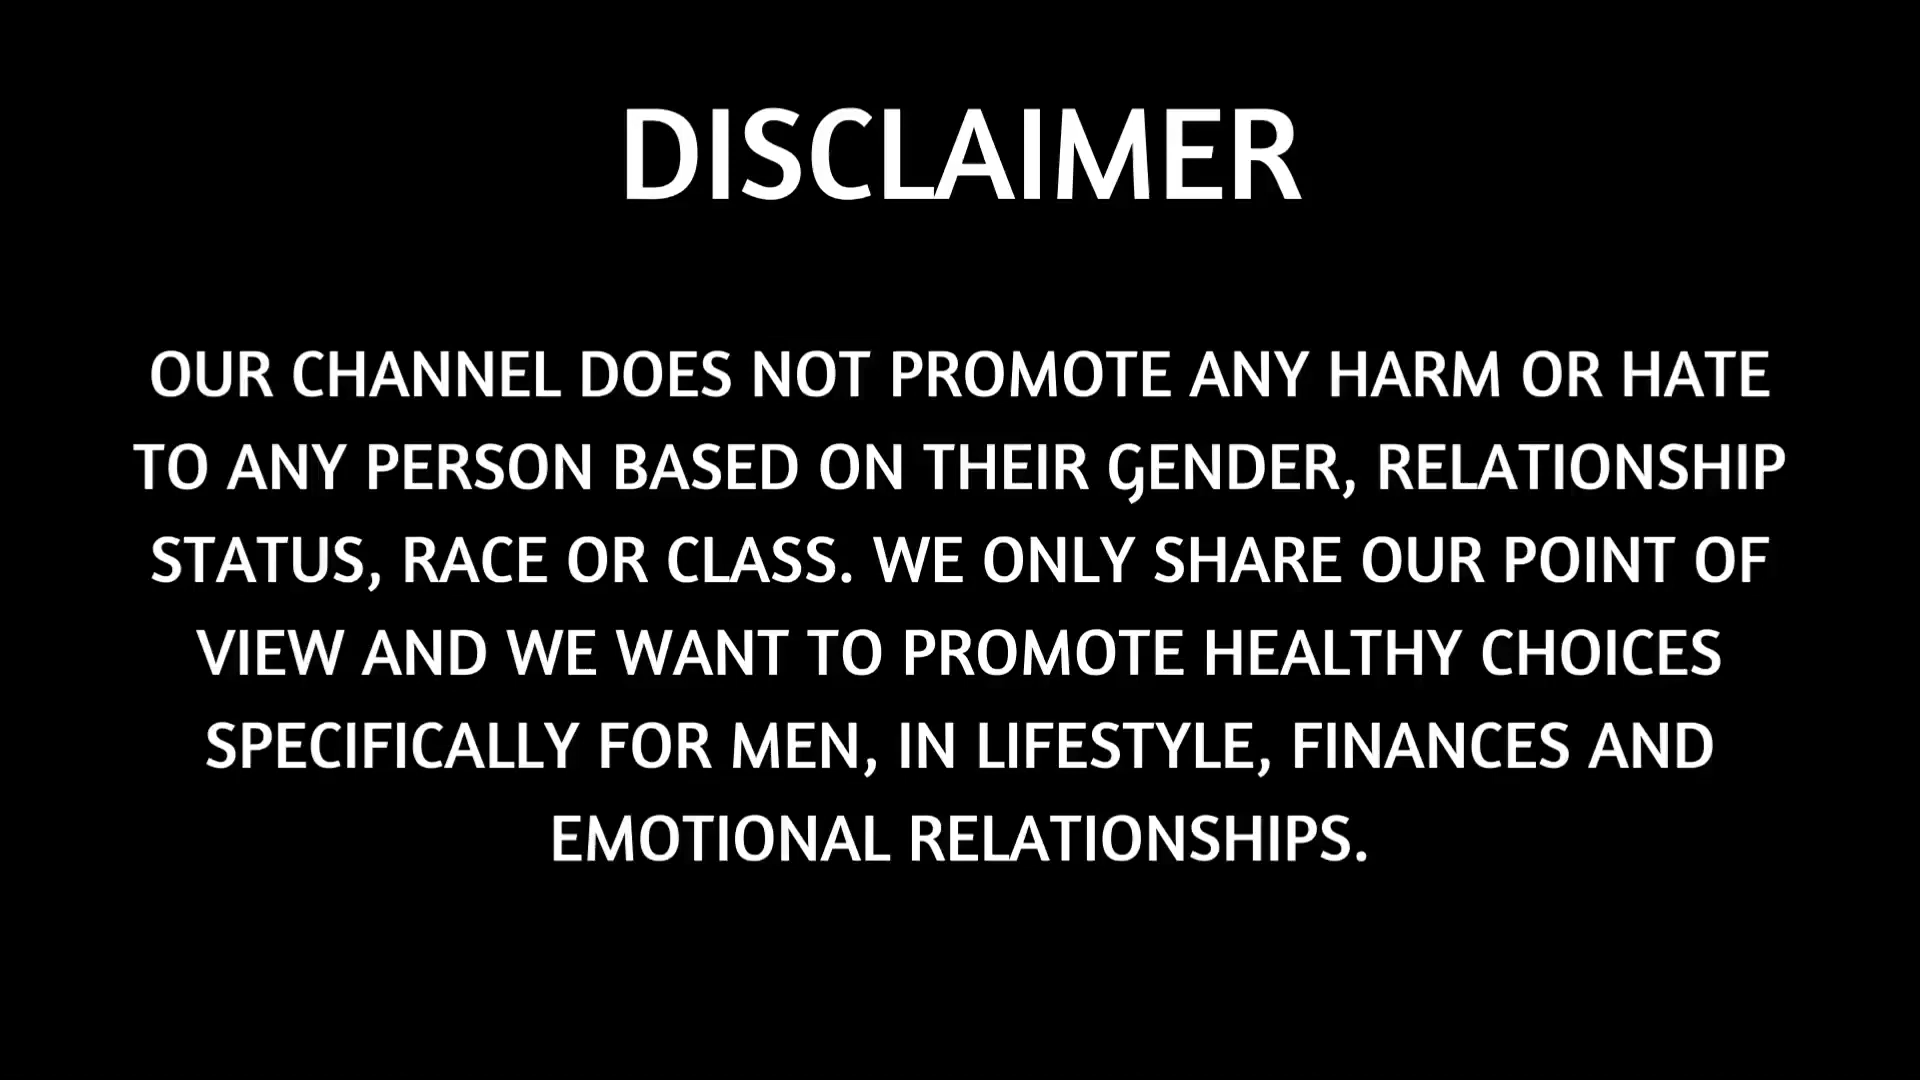 DISCLAIMER
OUR CHANNEL DOES NOT PROMOTE ANY HARM OR HATE
TO ANY PERSON BASED ON THEIR GENDER, RELATIONSHIP
STATUS, RACE OR CLASS. WE ONLY SHARE OUR POINT OF
VIEW AND WE WANT TO PROMOTE HEALTHY CHOICES
SPECIFICALLY FOR MEN, IN LIFESTYLE, FINANCES AND
EMOTIONAL RELATIONSHIPS.